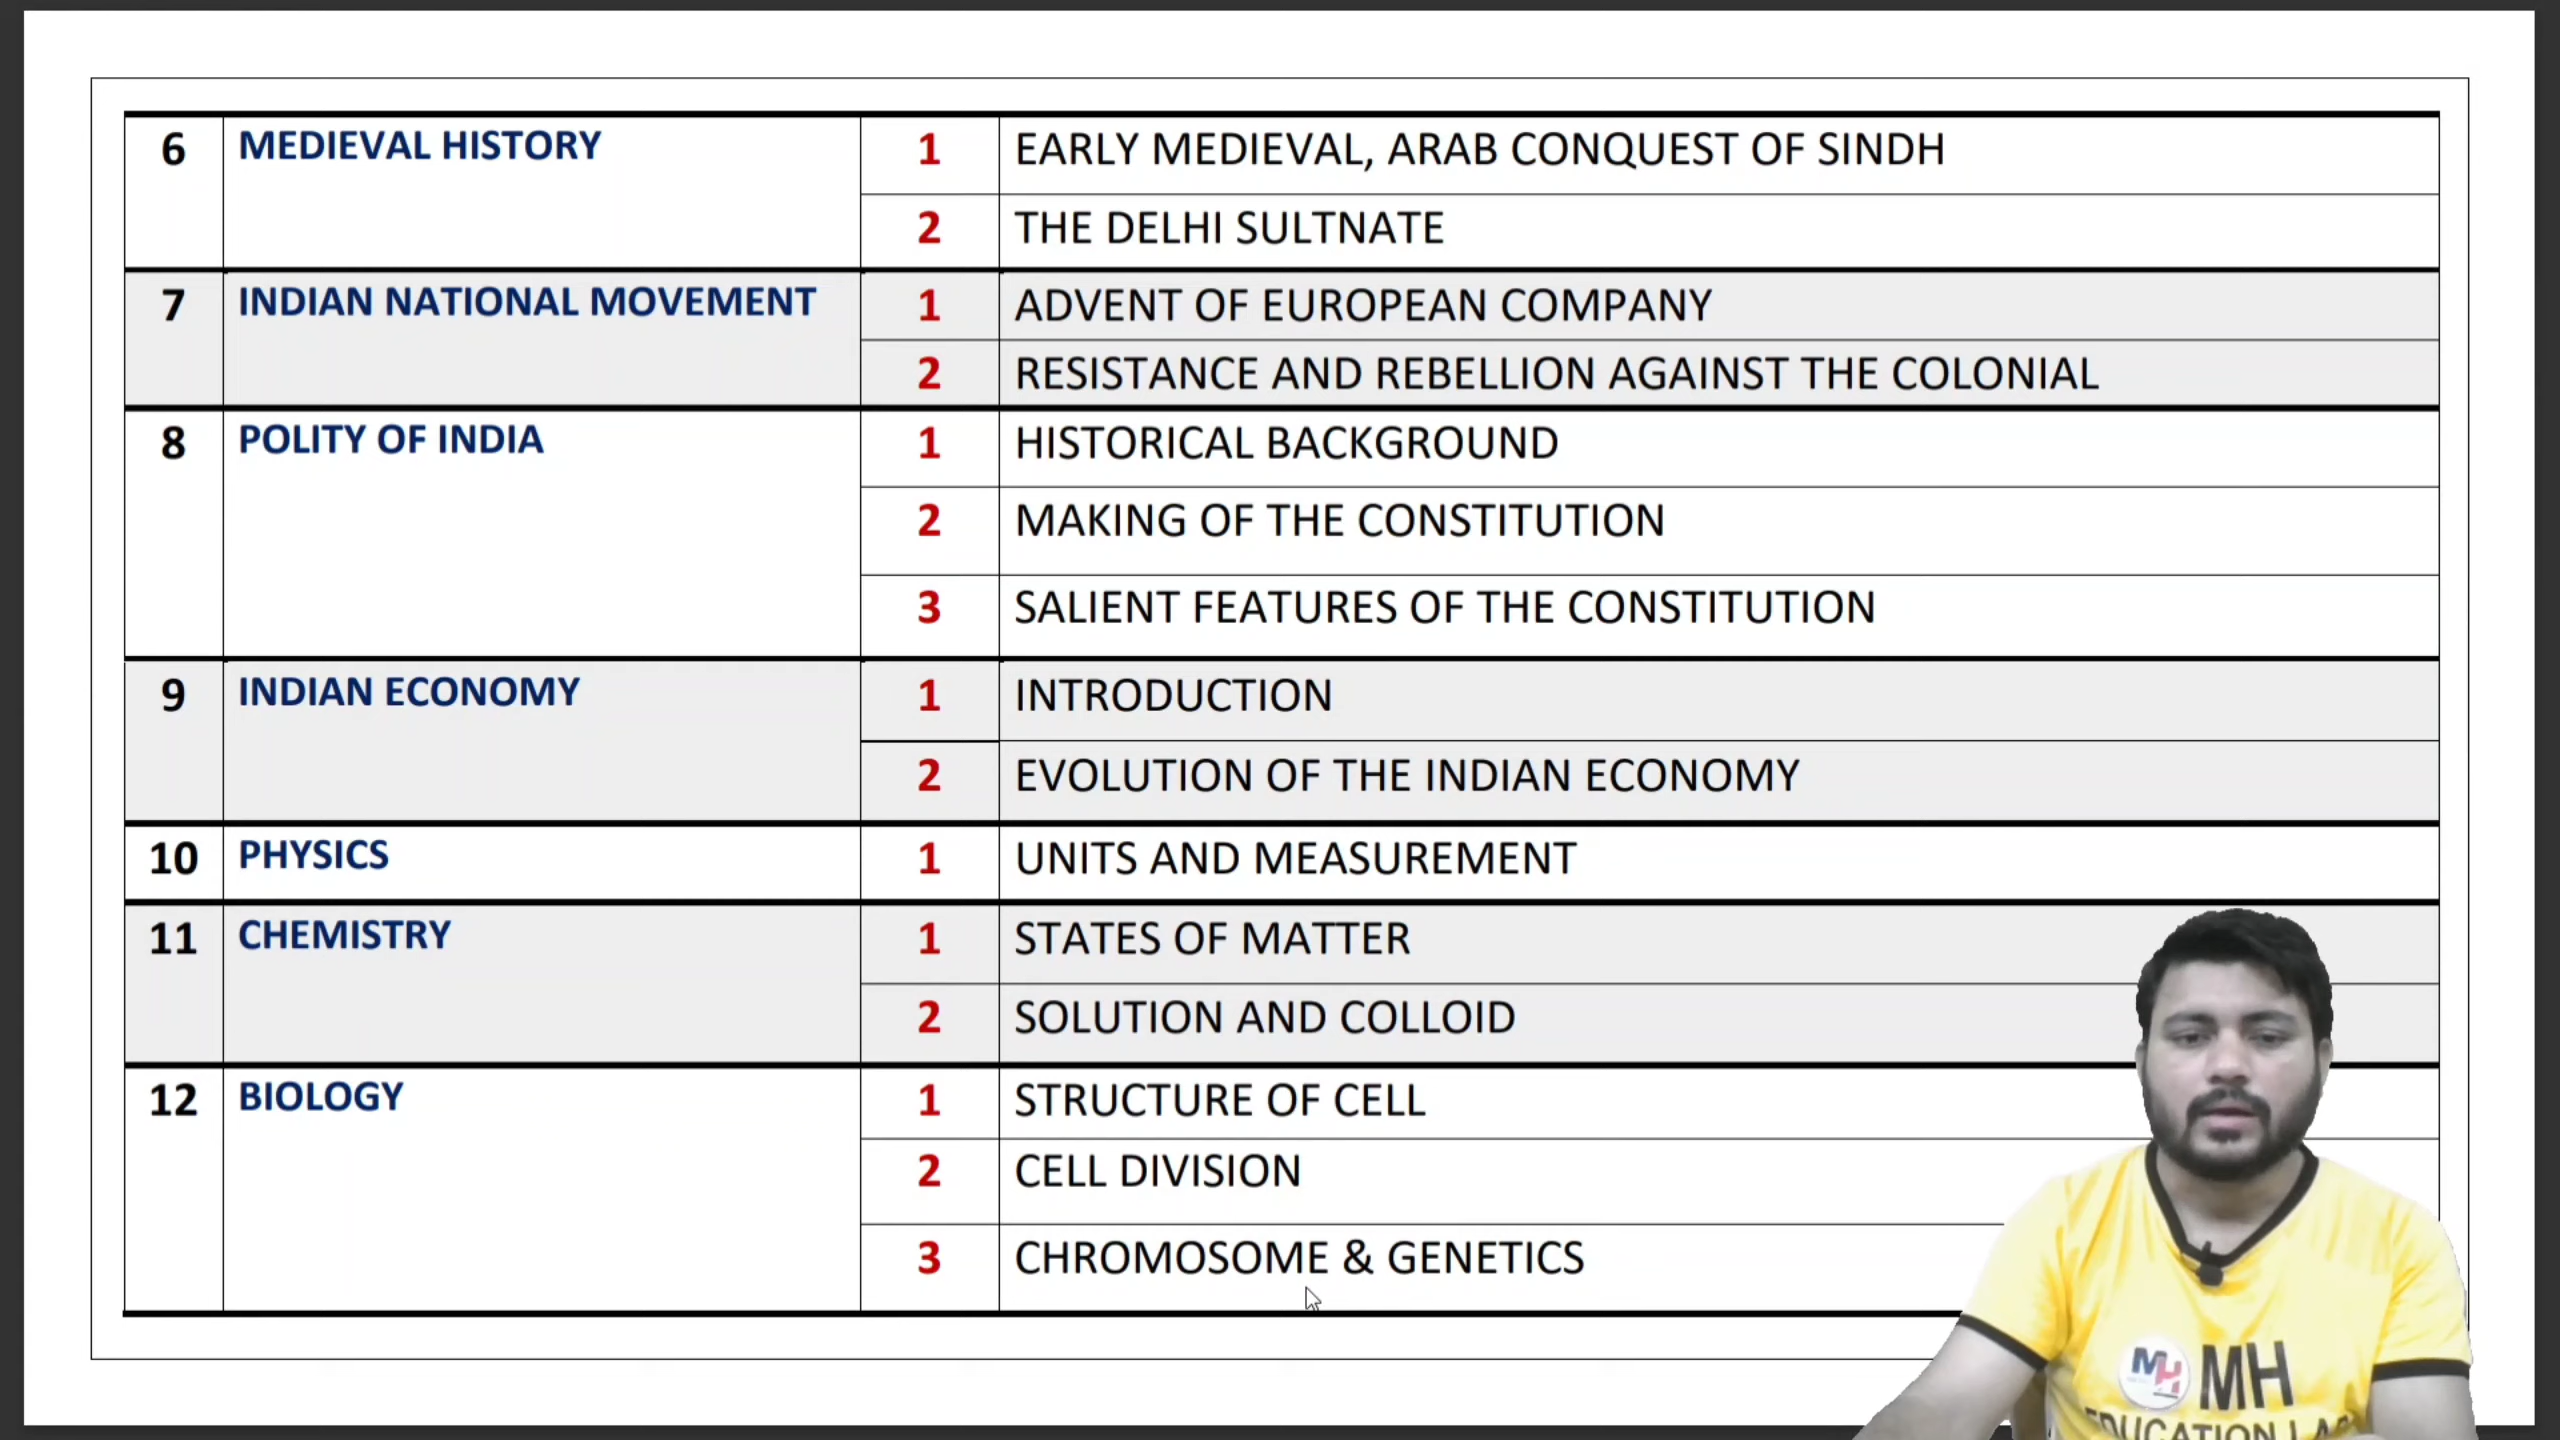 6 MEDIEVAL HISTORY 1 EARLY MEDIEVAL, ARAB CONQUEST OF SINDH
2 THE DELHI SULTNATE
7 INDIAN NATIONAL MOVEMENT 1 ADVENT OF EUROPEAN COMPANY
2 RESISTANCE AND REBELLION AGAINST THE COLONIAL
8 POLITY OF INDIA 1 HISTORICAL BACKGROUND
2 MAKING OF THE CONSTITUTION
3 SALIENT FEATURES OF THE CONSTITUTION
9 INDIAN ECONOMY 1 INTRODUCTION
2 EVOLUTION OF THE INDIAN ECONOMY
10 PHYSICS 1 UNITS AND MEASUREMENT
11 CHEMISTRY 1 STATES OF MATTER
2 SOLUTION AND COLLOID
12 BIOLOGY 1 STRUCTURE OF CELL
2 CELL DIVISION
3 CHROMOSOME & GENETICS
MH MH
EDUCATION